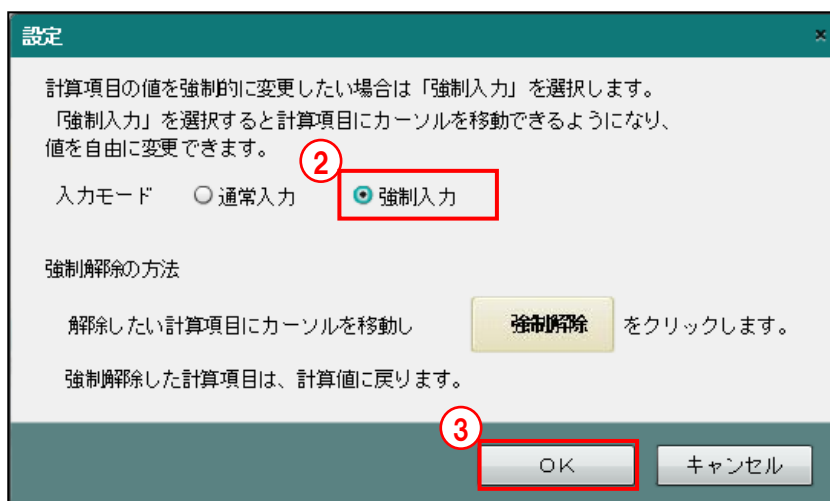 設定
計算項目の値を強制的に変更したい場合は「強制入力」を選択します。
「強制入力」を選択すると計算項目にカーソルを移動できるようになり、
値を自由に変更できます。
②
入力モード 通常入力 強制入力
強制解除の方法
解除したい計算項目にカーソルを移動し 強制解除 をクリックします。
強制解除した計算項目は、計算値に戻ります。
③
OK キャンセル